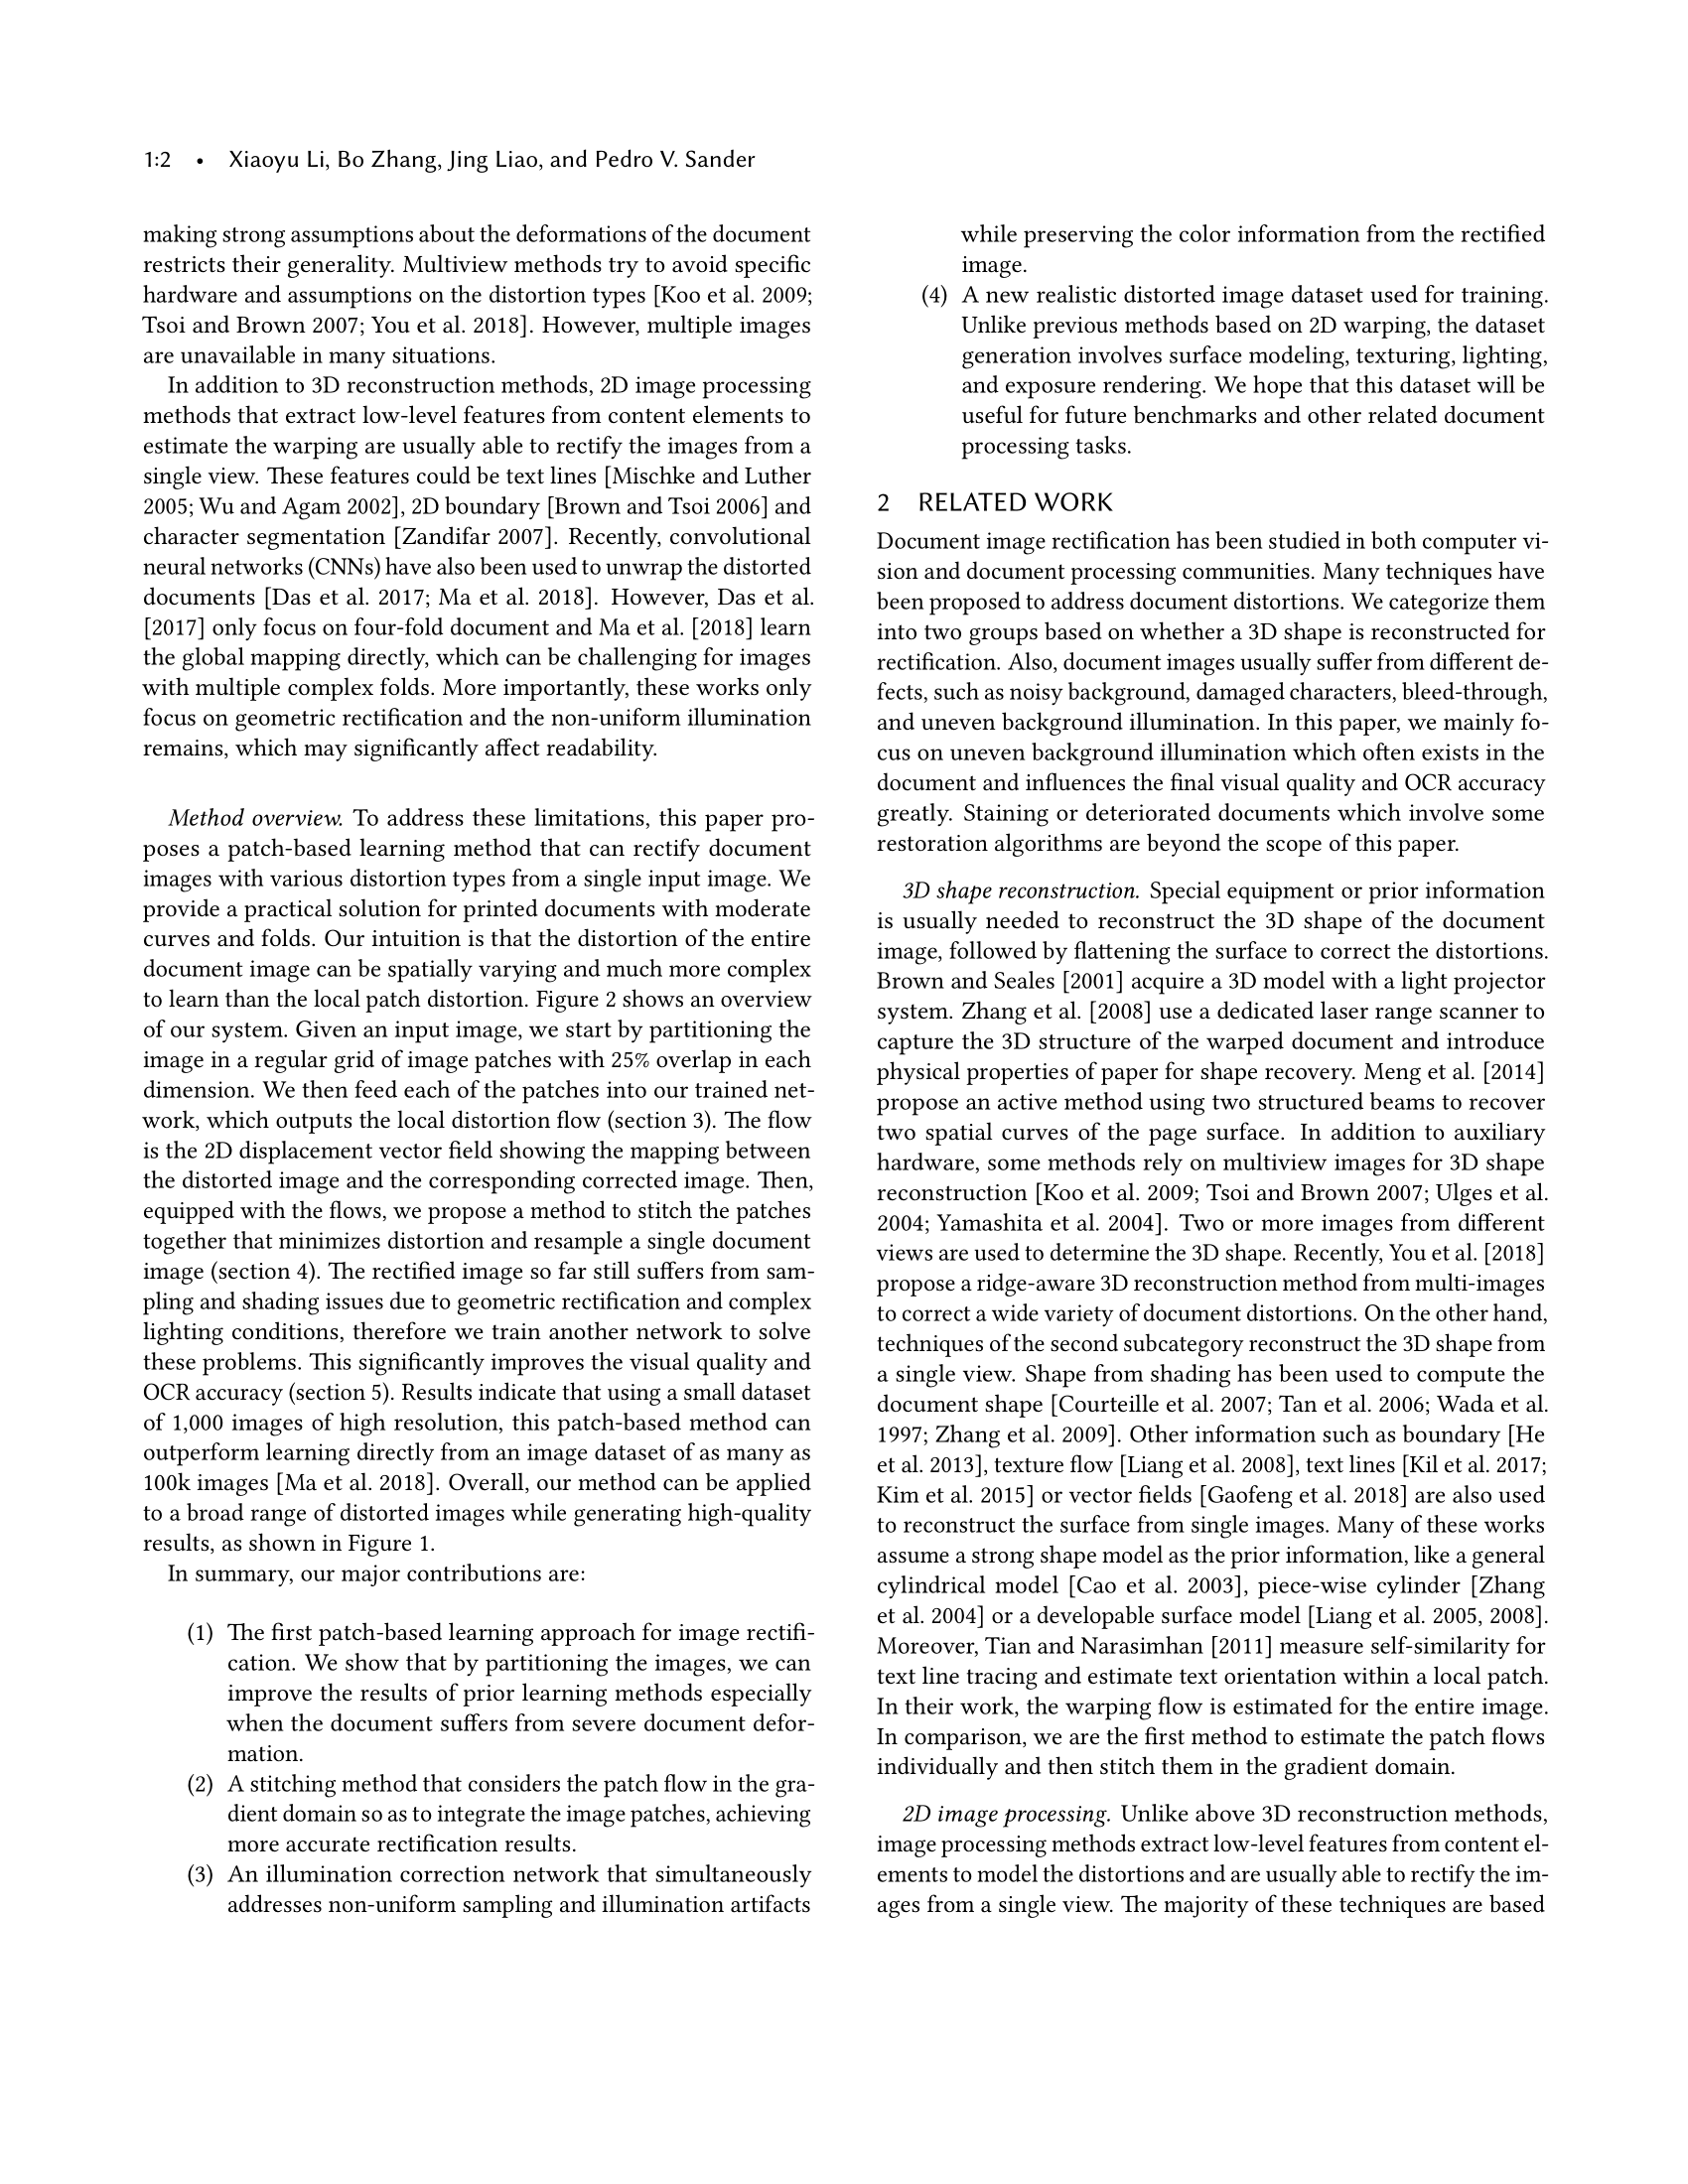 1:2 • Xiaoyu Li, Bo Zhang, Jing Liao, and Pedro V. Sander
making strong assumptions about the deformations of the document
restricts their generality. Multiview methods try to avoid specific
hardware and assumptions on the distortion types [Koo et al. 2009;
Tsoi and Brown 2007; You et al. 2018]. However, multiple images
are unavailable in many situations.
In addition to 3D reconstruction methods, 2D image processing
methods that extract low-level features from content elements to
estimate the warping are usually able to rectify the images from a
single view. These features could be text lines [Mischke and Luther
2005; Wu and Agam 2002], 2D boundary [Brown and Tsoi 2006] and
character segmentation [Zandifar 2007]. Recently, convolutional
neural networks (CNNs) have also been used to unwrap the distorted
documents [Das et al. 2017; Ma et al. 2018]. However, Das et al.
[2017] only focus on four-fold document and Ma et al. [2018] learn
the global mapping directly, which can be challenging for images
with multiple complex folds. More importantly, these works only
focus on geometric rectification and the non-uniform illumination
remains, which may significantly affect readability.
Method overview. To address these limitations, this paper pro-
poses a patch-based learning method that can rectify document
images with various distortion types from a single input image. We
provide a practical solution for printed documents with moderate
curves and folds. Our intuition is that the distortion of the entire
document image can be spatially varying and much more complex
to learn than the local patch distortion. Figure 2 shows an overview
of our system. Given an input image, we start by partitioning the
image in a regular grid of image patches with 25% overlap in each
dimension. We then feed each of the patches into our trained net-
work, which outputs the local distortion flow (section 3). The flow
is the 2D displacement vector field showing the mapping between
the distorted image and the corresponding corrected image. Then,
equipped with the flows, we propose a method to stitch the patches
together that minimizes distortion and resample a single document
image (section 4). The rectified image so far still suffers from sam-
pling and shading issues due to geometric rectification and complex
lighting conditions, therefore we train another network to solve
these problems. This significantly improves the visual quality and
OCR accuracy (section 5). Results indicate that using a small dataset
of 1,000 images of high resolution, this patch-based method can
outperform learning directly from an image dataset of as many as
100k images [Ma et al. 2018]. Overall, our method can be applied
to a broad range of distorted images while generating high-quality
results, as shown in Figure 1.
In summary, our major contributions are:
(1) The first patch-based learning approach for image rectifi-
cation. We show that by partitioning the images, we can
improve the results of prior learning methods especially
when the document suffers from severe document defor-
mation.
(2) A stitching method that considers the patch flow in the gra-
dient domain so as to integrate the image patches, achieving
more accurate rectification results.
(3) An illumination correction network that simultaneously
addresses non-uniform sampling and illumination artifacts
while preserving the color information from the rectified
image.
(4) A new realistic distorted image dataset used for training.
Unlike previous methods based on 2D warping, the dataset
generation involves surface modeling, texturing, lighting,
and exposure rendering. We hope that this dataset will be
useful for future benchmarks and other related document
processing tasks.
2 RELATED WORK
Document image rectification has been studied in both computer vi-
sion and document processing communities. Many techniques have
been proposed to address document distortions. We categorize them
into two groups based on whether a 3D shape is reconstructed for
rectification. Also, document images usually suffer from different de-
fects, such as noisy background, damaged characters, bleed-through,
and uneven background illumination. In this paper, we mainly fo-
cus on uneven background illumination which often exists in the
document and influences the final visual quality and OCR accuracy
greatly. Staining or deteriorated documents which involve some
restoration algorithms are beyond the scope of this paper.
3D shape reconstruction. Special equipment or prior information
is usually needed to reconstruct the 3D shape of the document
image, followed by flattening the surface to correct the distortions.
Brown and Seales [2001] acquire a 3D model with a light projector
system. Zhang et al. [2008] use a dedicated laser range scanner to
capture the 3D structure of the warped document and introduce
physical properties of paper for shape recovery. Meng et al. [2014]
propose an active method using two structured beams to recover
two spatial curves of the page surface. In addition to auxiliary
hardware, some methods rely on multiview images for 3D shape
reconstruction [Koo et al. 2009; Tsoi and Brown 2007; Ulges et al.
2004; Yamashita et al. 2004]. Two or more images from different
views are used to determine the 3D shape. Recently, You et al. [2018]
propose a ridge-aware 3D reconstruction method from multi-images
to correct a wide variety of document distortions. On the other hand,
techniques of the second subcategory reconstruct the 3D shape from
a single view. Shape from shading has been used to compute the
document shape [Courteille et al. 2007; Tan et al. 2006; Wada et al.
1997; Zhang et al. 2009]. Other information such as boundary [He
et al. 2013], texture flow [Liang et al. 2008], text lines [Kil et al. 2017;
Kim et al. 2015] or vector fields [Gaofeng et al. 2018] are also used
to reconstruct the surface from single images. Many of these works
assume a strong shape model as the prior information, like a general
cylindrical model [Cao et al. 2003], piece-wise cylinder [Zhang
et al. 2004] or a developable surface model [Liang et al. 2005, 2008].
Moreover, Tian and Narasimhan [2011] measure self-similarity for
text line tracing and estimate text orientation within a local patch.
In their work, the warping flow is estimated for the entire image.
In comparison, we are the first method to estimate the patch flows
individually and then stitch them in the gradient domain.
2D image processing. Unlike above 3D reconstruction methods,
image processing methods extract low-level features from content el-
ements to model the distortions and are usually able to rectify the im-
ages from a single view. The majority of these techniques are based